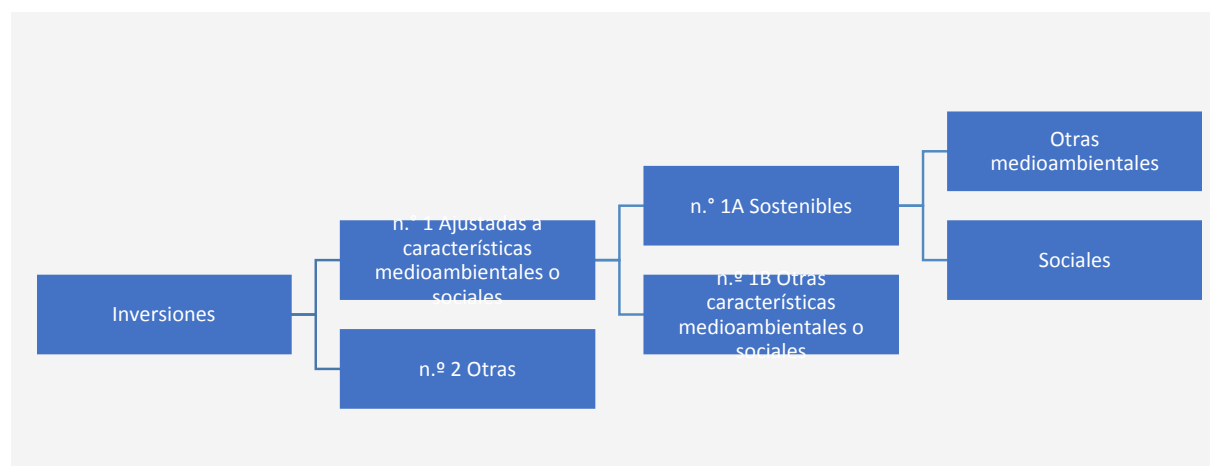 Inversiones
n.° 1 Ajustadas a
características
medioambientales o
sociales
n.º 2 Otras
n.° 1A Sostenibles
n.º 1B Otras
características
medioambientales o
sociales
Otras
medioambientales
Sociales